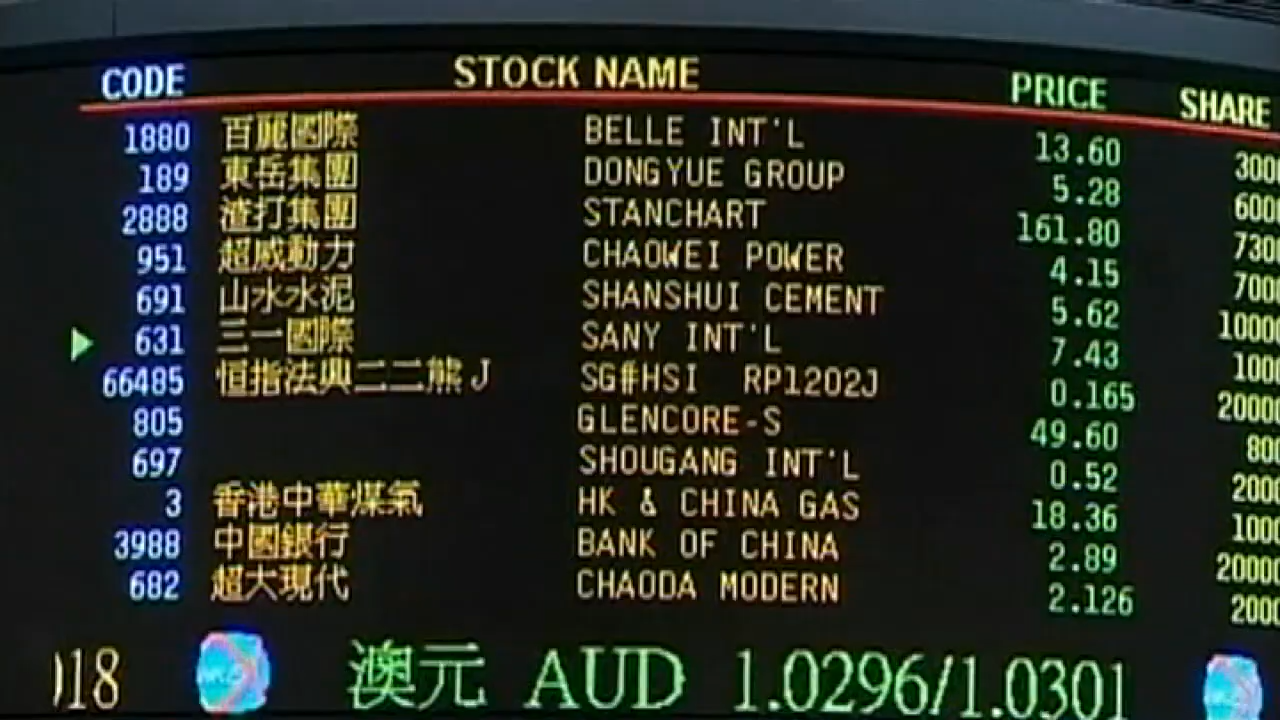 CODE STOCK NAME PRICE SHARE
1880 百麗國際 BELLE INT'L 13.60
189 東岳集團 DONGYUE GROUP 5.28
2888 渣打集團 STANCHART 161.80
951 超威動力 CHAOWEI POWER 4.15
691 山水水泥 SHANSHUI CEMENT 5.62
631 三一國際 SANY INT'L 7.43
66485 恒指法興二二熊J SG#HSI RP1202J 0.165
805 GLENCORE-S 49.60
697 SHOUGANG INT'L 0.52
3 香港中華煤氣 HK & CHINA GAS 18.36
3988 中國銀行 BANK OF CHINA 2.89
682 超大現代 CHAODA MODERN 2.126
018 澳元 AUD 1.0296/1.0301